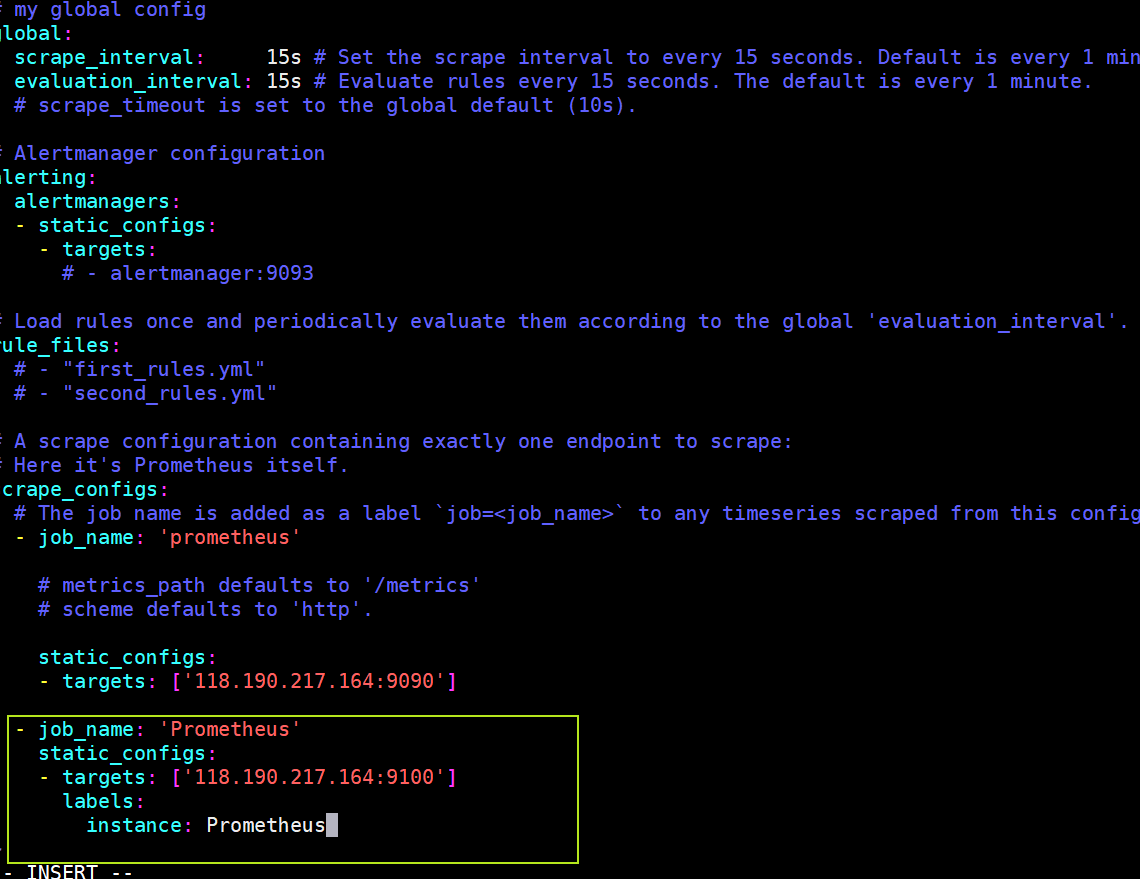 # my global config
global:
  scrape_interval:     15s # Set the scrape interval to every 15 seconds. Default is every 1 min
  evaluation_interval: 15s # Evaluate rules every 15 seconds. The default is every 1 minute.
  # scrape_timeout is set to the global default (10s).
# Alertmanager configuration
alerting:
  alertmanagers:
  - static_configs:
    - targets:
      # - alertmanager:9093
# Load rules once and periodically evaluate them according to the global 'evaluation_interval'.
rule_files:
  # - "first_rules.yml"
  # - "second_rules.yml"
# A scrape configuration containing exactly one endpoint to scrape:
# Here it's Prometheus itself.
scrape_configs:
  # The job name is added as a label `job=<job_name>` to any timeseries scraped from this config
  - job_name: 'prometheus'
    # metrics_path defaults to '/metrics'
    # scheme defaults to 'http'.
    static_configs:
    - targets: ['118.190.217.164:9090']
  - job_name: 'Prometheus'
    static_configs:
    - targets: ['118.190.217.164:9100']
      labels:
        instance: Prometheus
-- INSERT --